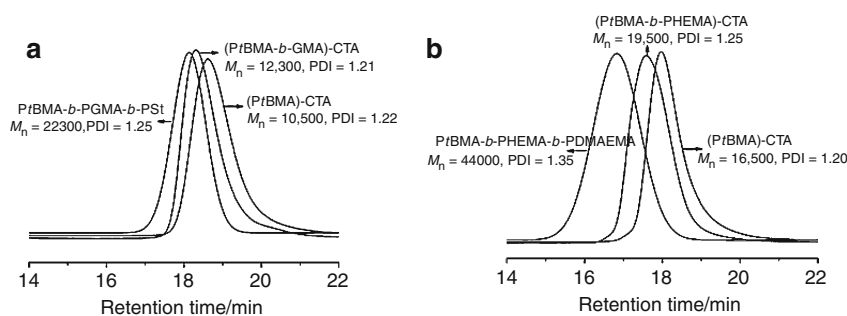 a
(PtBMA-b-GMA)-CTA
Mn = 12,300, PDI = 1.21
PtBMA-b-PGMA-b-PSt
Mn = 22300,PDI = 1.25
(PtBMA)-CTA
Mn = 10,500, PDI = 1.22
14 16 18 20 22
Retention time/min
b
(PtBMA-b-PHEMA)-CTA
Mn = 19,500, PDI = 1.25
PtBMA-b-PHEMA-b-PDMAEMA
Mn = 44000, PDI = 1.35
(PtBMA)-CTA
Mn = 16,500, PDI = 1.20
14 16 18 20 22
Retention time/min